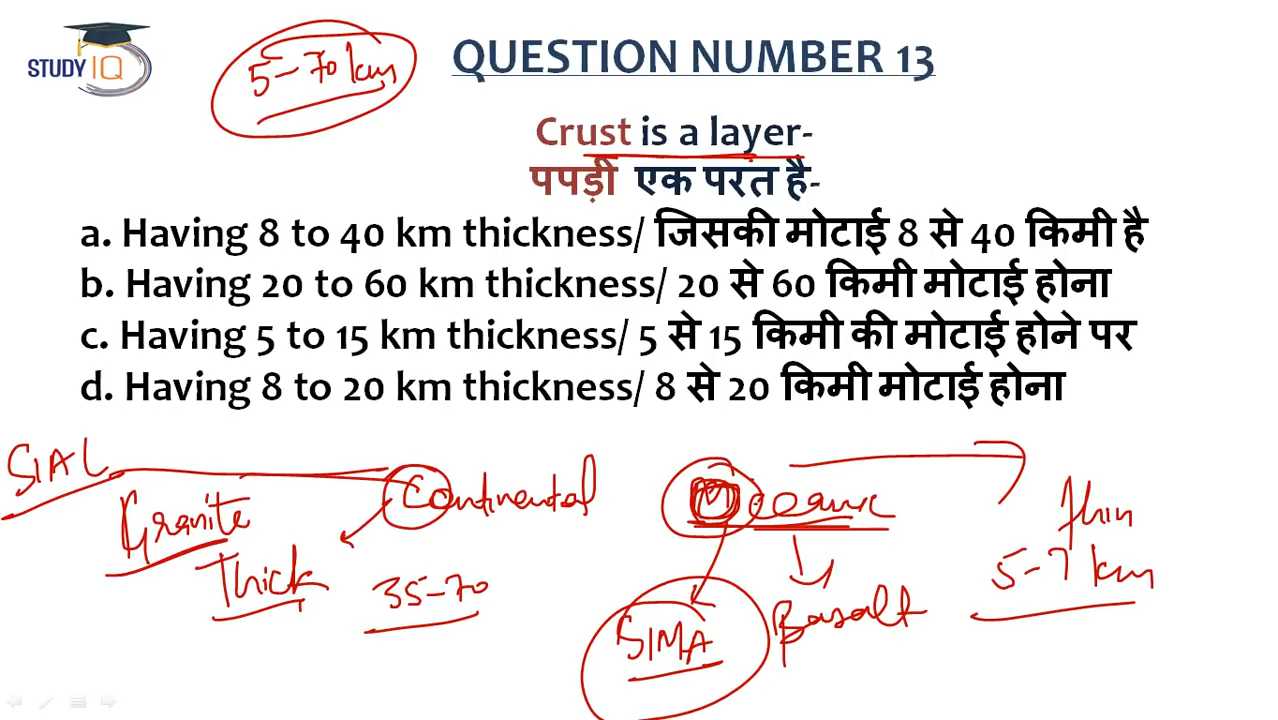 STUDY IQ
5-70 km
QUESTION NUMBER 13
Crust is a layer-
पपड़ी एक परत है-
a. Having 8 to 40 km thickness/ जिसकी मोटाई 8 से 40 किमी है
b. Having 20 to 60 km thickness/ 20 से 60 किमी मोटाई होना
c. Having 5 to 15 km thickness/ 5 से 15 किमी की मोटाई होने पर
d. Having 8 to 20 km thickness/ 8 से 20 किमी मोटाई होना
SIAL Continental
Granite thin
Thick 35-70 5-7 km
SIMA Basalt